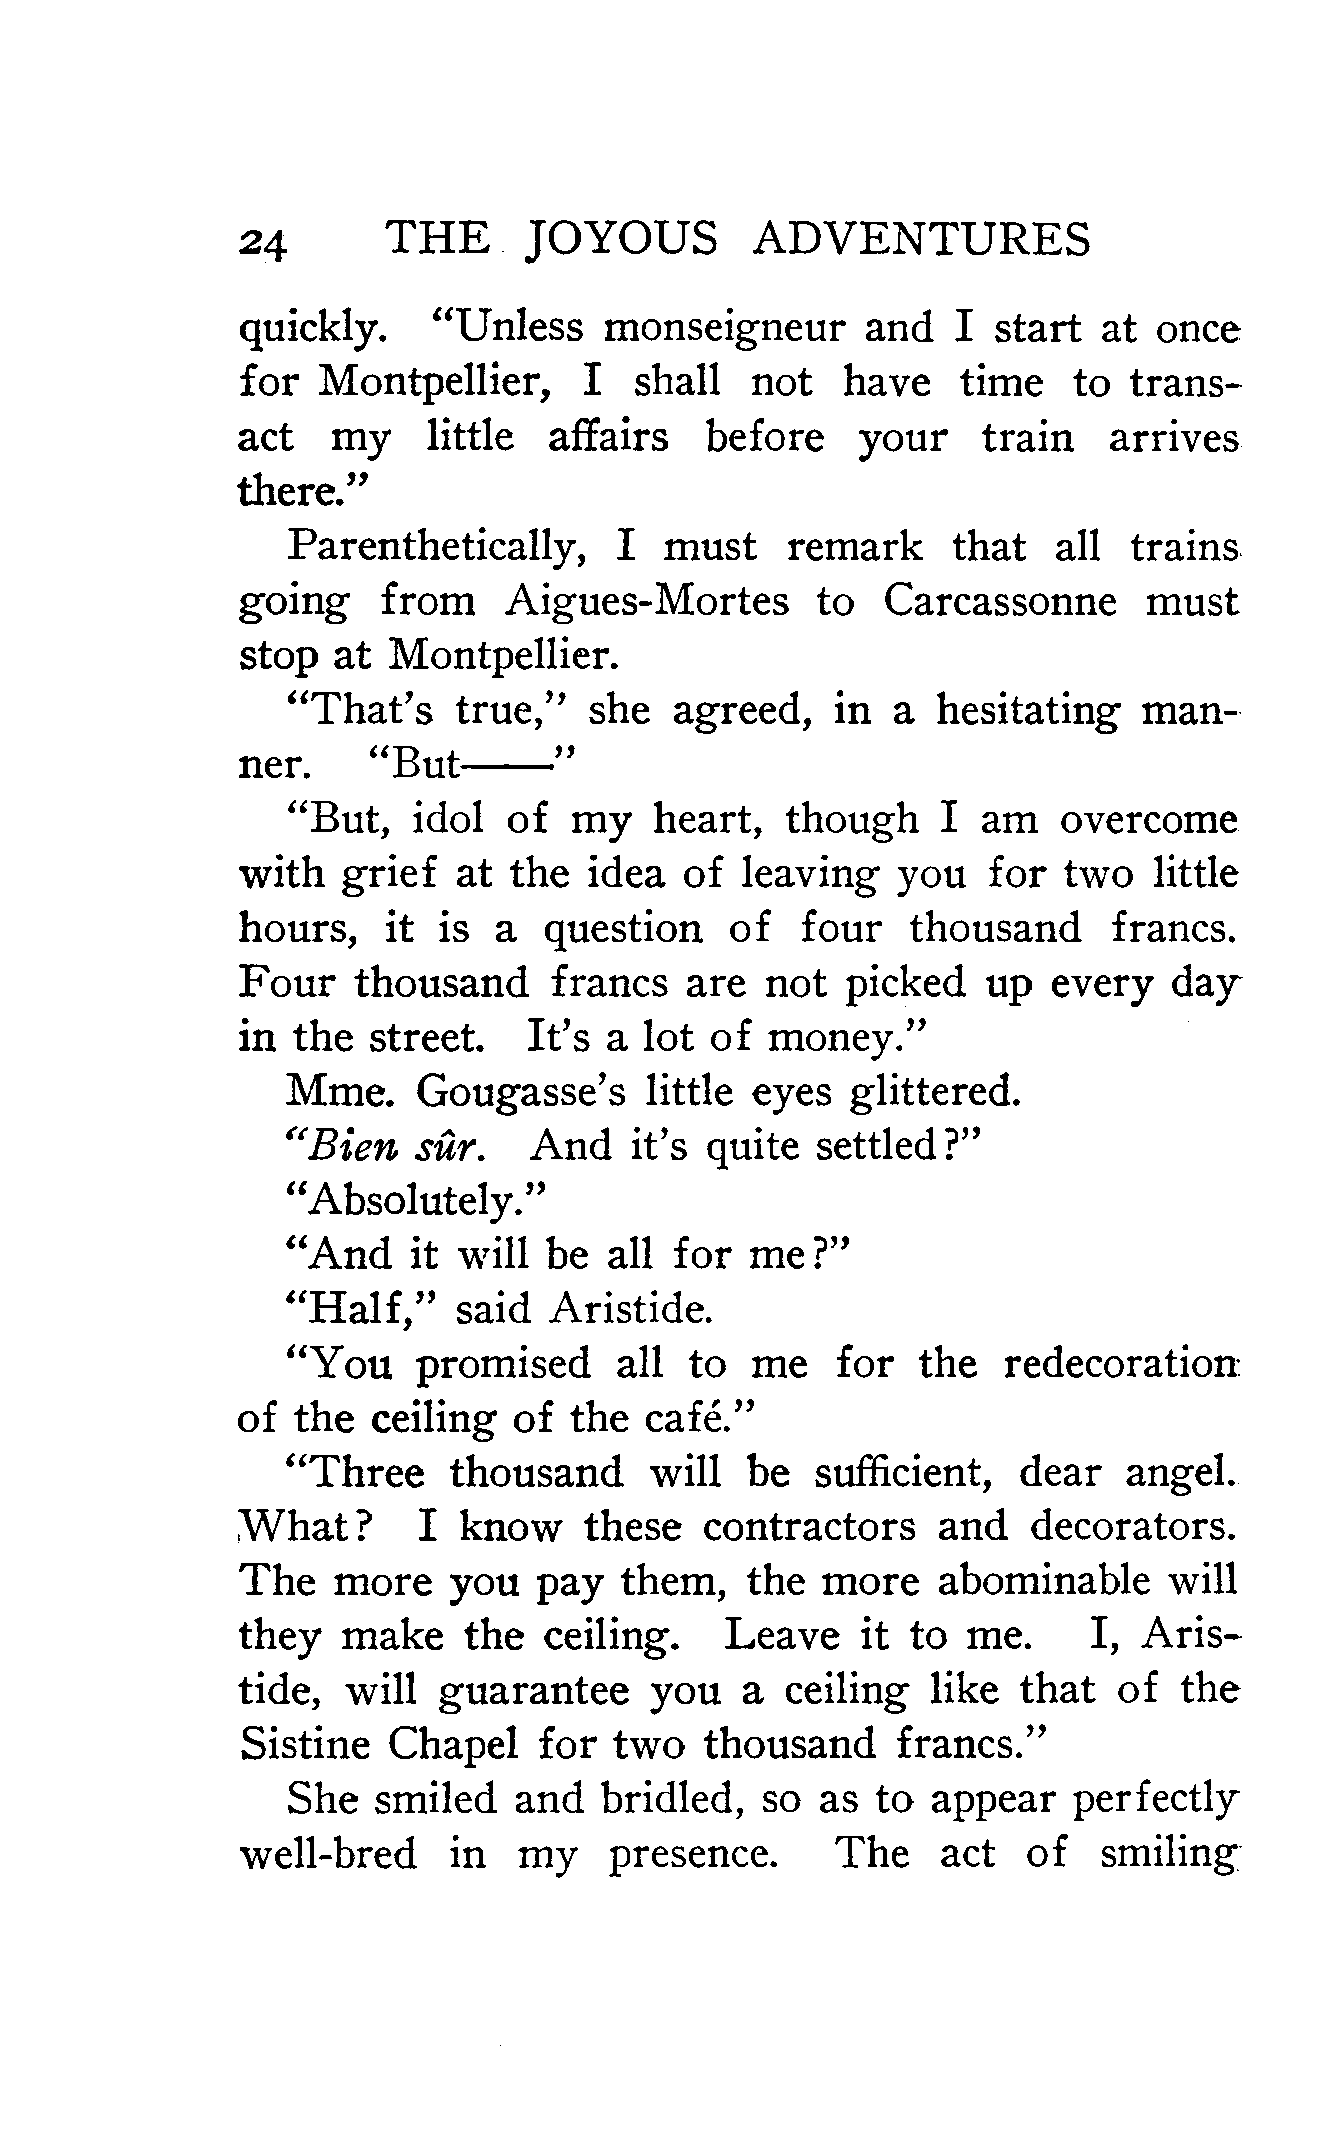 24 THE JOYOUS ADVENTURES
quickly. “Unless monseigneur and I start at once
for Montpellier, I shall not have time to trans-
act my little affairs before your train arrives
there.”
Parenthetically, I must remark that all trains
going from Aigues-Mortes to Carcassonne must
stop at Montpellier.
“That’s true,” she agreed, in a hesitating man-
ner. “But——”
“But, idol of my heart, though I am overcome
with grief at the idea of leaving you for two little
hours, it is a question of four thousand francs.
Four thousand francs are not picked up every day
in the street. It’s a lot of money.”
Mme. Gougasse’s little eyes glittered.
“Bien sûr. And it’s quite settled?”
“Absolutely.”
“And it will be all for me?”
“Half,” said Aristide.
“You promised all to me for the redecoration
of the ceiling of the café.”
“Three thousand will be sufficient, dear angel.
What? I know these contractors and decorators.
The more you pay them, the more abominable will
they make the ceiling. Leave it to me. I, Aris-
tide, will guarantee you a ceiling like that of the
Sistine Chapel for two thousand francs.”
She smiled and bridled, so as to appear perfectly
well-bred in my presence. The act of smiling